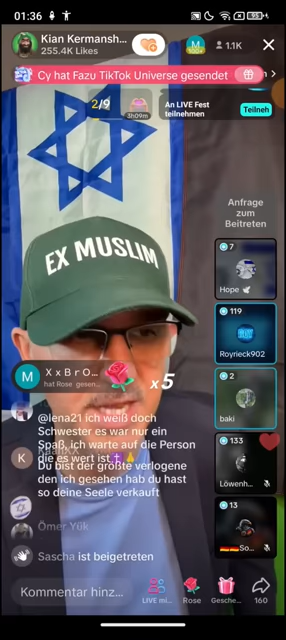 01:36
95
Kian Kermansh...
255.4K Likes
1.1K
Cy hat Fazu TikTok Universe gesendet
2/9
3h09m
An LIVE Fest
teilnehmen
Teilneh
Anfrage
zum
Beitreten
EX MUSLIM
7
Hope
119
Royrieck902
2
baki
133
Löwenh...
13
So...
X x B r O...
hat Rose gesen...
x5
@lena21 ich weiß doch
Schwester es war nur ein
Spaß, ich warte auf die Person
die es wert ist
Du bist der größte verlogene
den ich gesehen hab du hast
so deine Seele verkauft
Ömer Yük
Sascha ist beigetreten
Kommentar hinz...
LIVE mi...
Rose
Gesche...
160